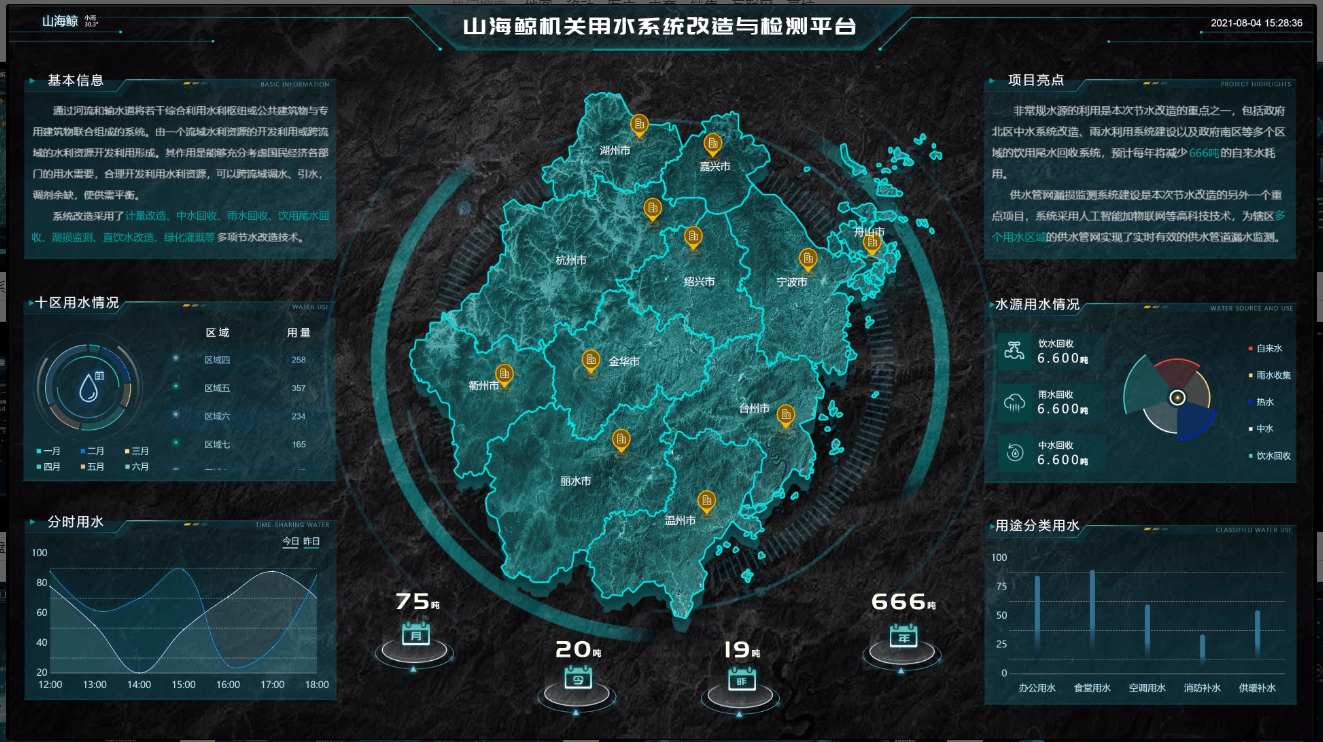 山海鲸
小雨
30.3°
山海鲸机关用水系统改造与检测平台
2021-08-04 15:28:36
基本信息
BASIC INFORMATION
通过河流和输水道将若干综合利用水利枢纽或公共建筑物与专
用建筑物联合组成的系统。由一个流域水利资源的开发利用或跨流
域的水利资源开发利用形成。其作用是能够充分考虑国民经济各部
门的用水需要，合理开发利用水利资源，可以跨流域调水、引水，
调剂余缺，使供需平衡。
系统改造采用了计量改造、中水回收、雨水回收、饮用尾水回
收、漏损监测、直饮水改造、绿化灌溉等多项节水改造技术。
十区用水情况
WATER USE
区域 用量
区域四 258
区域五 357
区域六 234
区域七 165
一月 二月 三月
四月 五月 六月
分时用水
TIME-SHARING WATER
今日 昨日
100
80
60
40
20
12:00 13:00 14:00 15:00 16:00 17:00 18:00
湖州市
嘉兴市
杭州市
绍兴市
宁波市
舟山市
衢州市
金华市
台州市
丽水市
温州市
75吨
月
20吨
今
19吨
昨
666吨
年
项目亮点
PROJECT HIGHLIGHTS
非常规水源的利用是本次节水改造的重点之一，包括政府
北区中水系统改造、雨水利用系统建设以及政府南区等多个区
域的饮用尾水回收系统，预计每年将减少666吨的自来水耗
用。
供水管网漏损监测系统建设是本次节水改造的另外一个重
点项目，系统采用人工智能加物联网等高科技技术，为辖区多
个用水区域的供水管网实现了实时有效的供水管道漏水监测。
水源用水情况
WATER SOURCE AND USE
饮水回收
6.600吨
雨水回收
6.600吨
中水回收
6.600吨
自来水
雨水收集
热水
中水
饮水回收
用途分类用水
CLASSIFIED WATER USE
100
75
50
25
0
办公用水 食堂用水 空调用水 消防补水 供暖补水